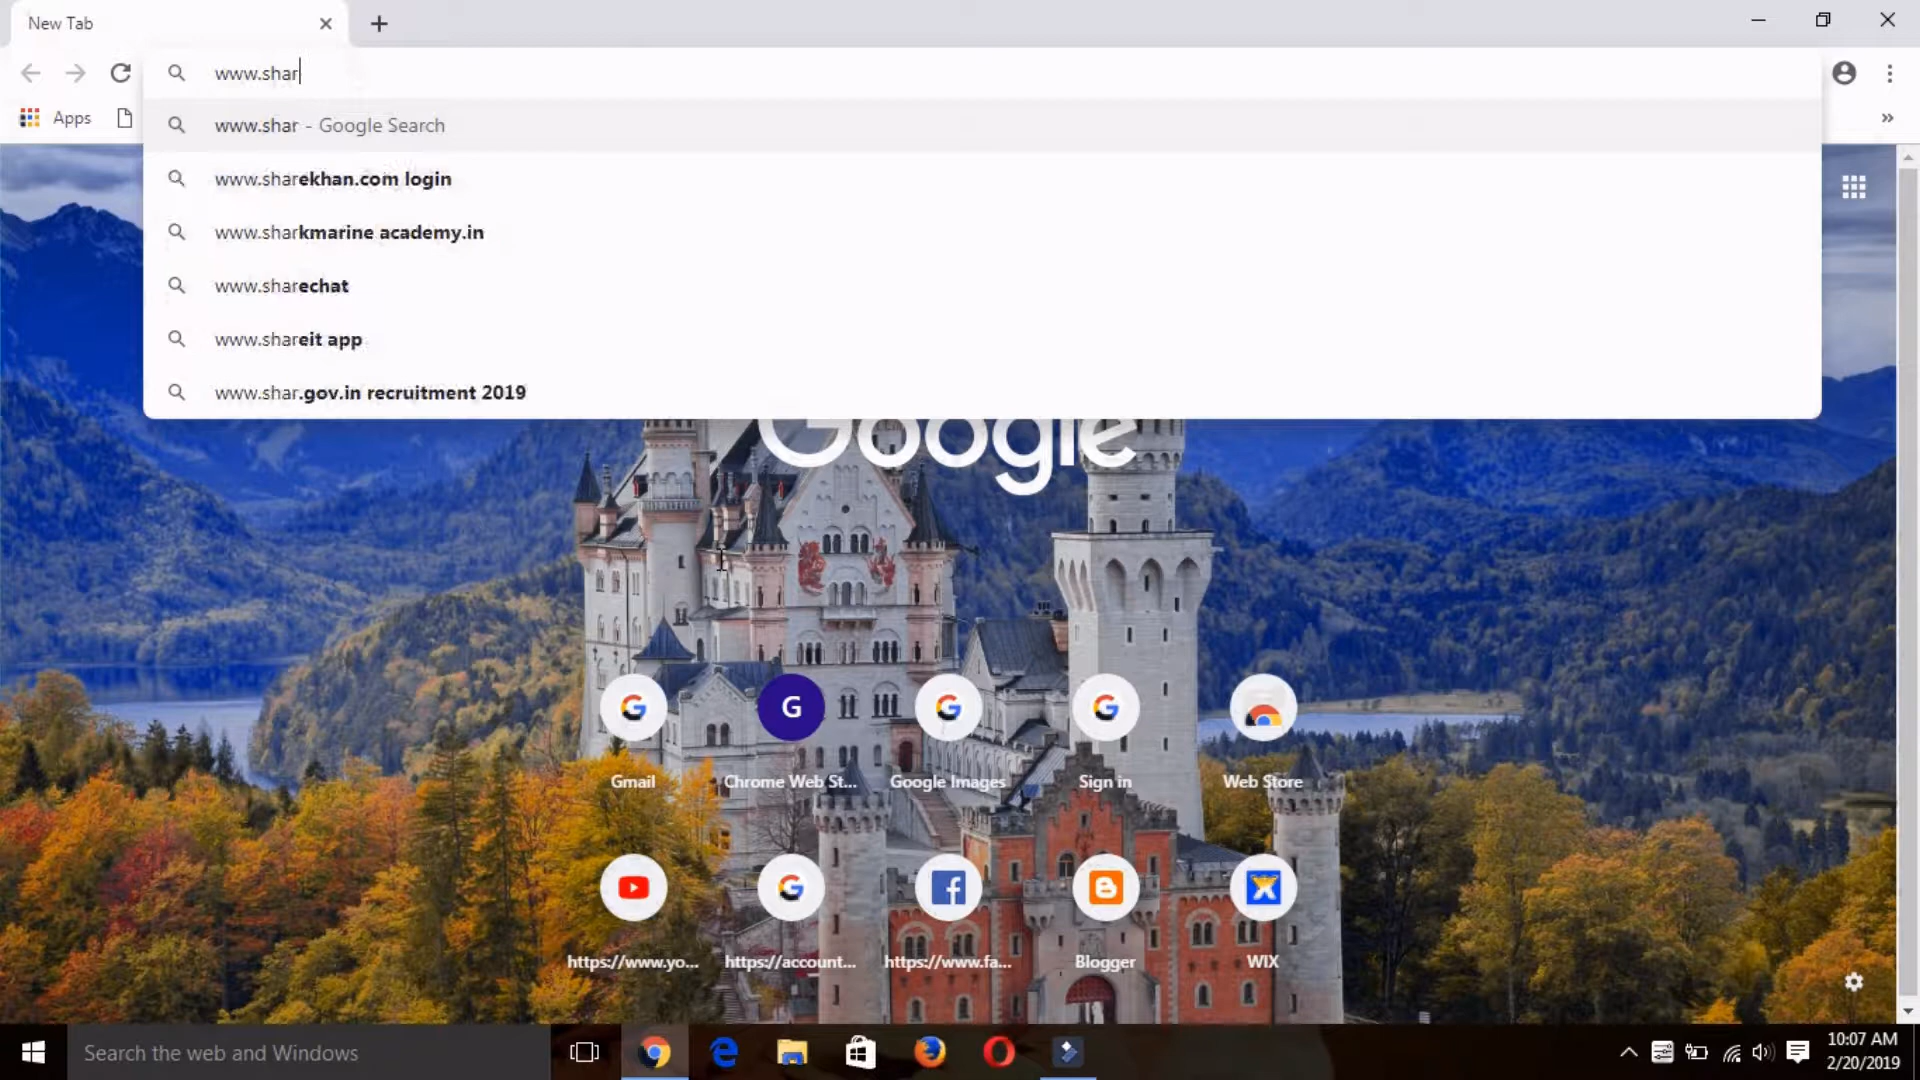 New Tab
www.shar
Apps
www.shar - Google Search
www.sharekhan.com login
www.sharkmarine academy.in
www.sharechat
www.shareit app
www.shar.gov.in recruitment 2019
Google
Gmail
Chrome Web St...
Google Images
Sign in
Web Store
https://www.yo...
https://account...
https://www.fa...
Blogger
WIX
Search the web and Windows
10:07 AM
2/20/2019